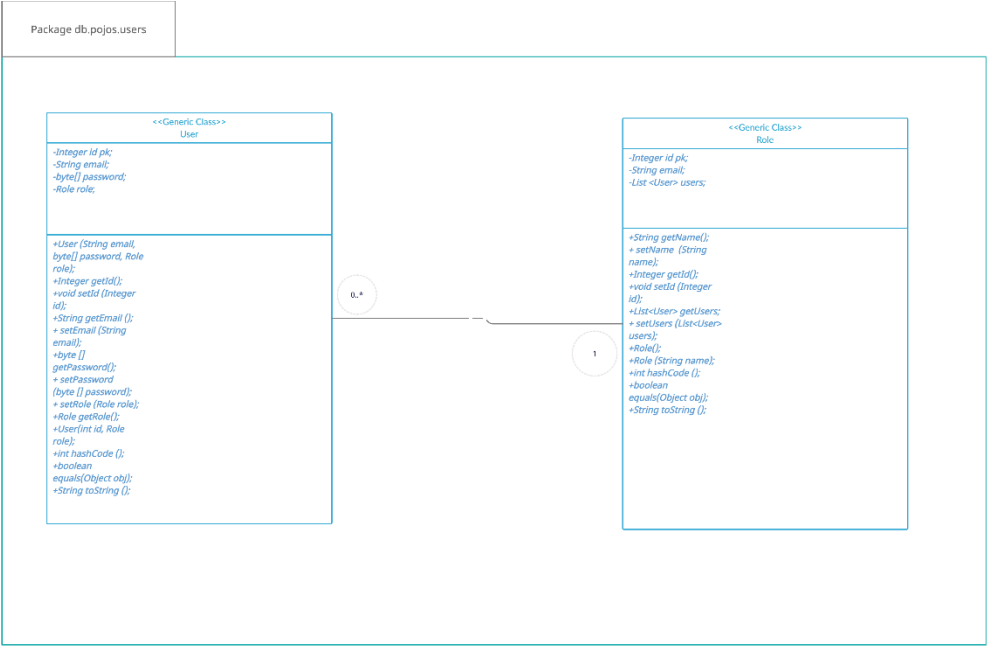 Package db.pojos.users
<<Generic Class>>
User
-Integer id pk;
-String email;
-byte[] password;
-Role role;
+User (String email,
byte[] password, Role
role);
+Integer getId();
+void setId (Integer
id);
+String getEmail ();
+ setEmail (String
email);
+byte []
getPassword();
+ setPassword
(byte [] password);
+ setRole (Role role);
+Role getRole();
+User(int id, Role
role);
+int hashCode ();
+boolean
equals(Object obj);
+String toString ();
0..*
1
<<Generic Class>>
Role
-Integer id pk;
-String email;
-List <User> users;
+String getName();
+ setName  (String
name);
+Integer getId();
+void setId (Integer
id);
+List<User> getUsers;
+ setUsers (List<User>
users);
+Role();
+Role (String name);
+int hashCode ();
+boolean
equals(Object obj);
+String toString ();